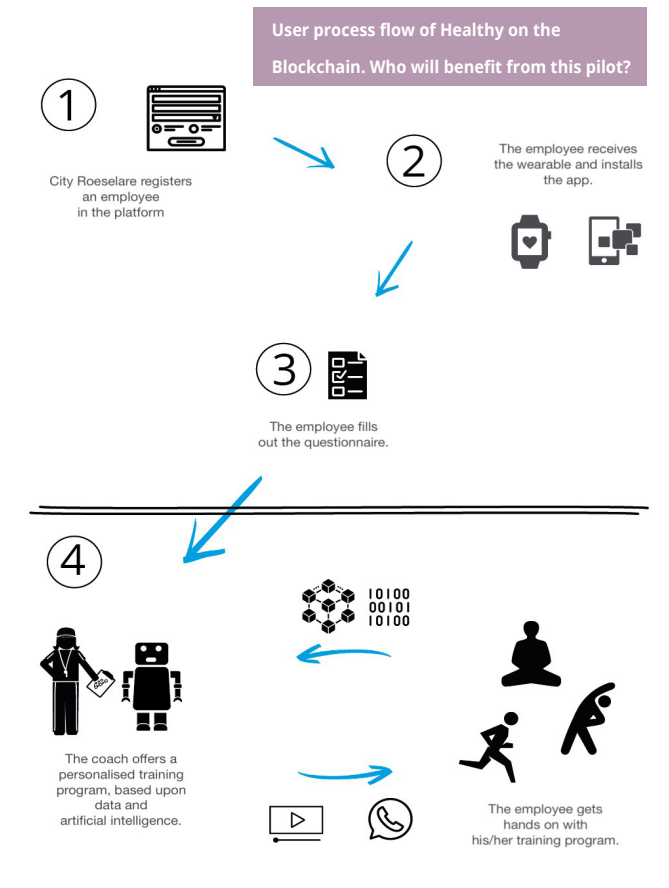 User process flow of Healthy on the
Blockchain. Who will benefit from this pilot?
1
City Roeselare registers
an employee
in the platform
2
The employee receives
the wearable and installs
the app.
3
The employee fills
out the questionnaire.
4
10100
00101
10100
The coach offers a
personalised training
program, based upon
data and
artificial intelligence.
The employee gets
hands on with
his/her training program.